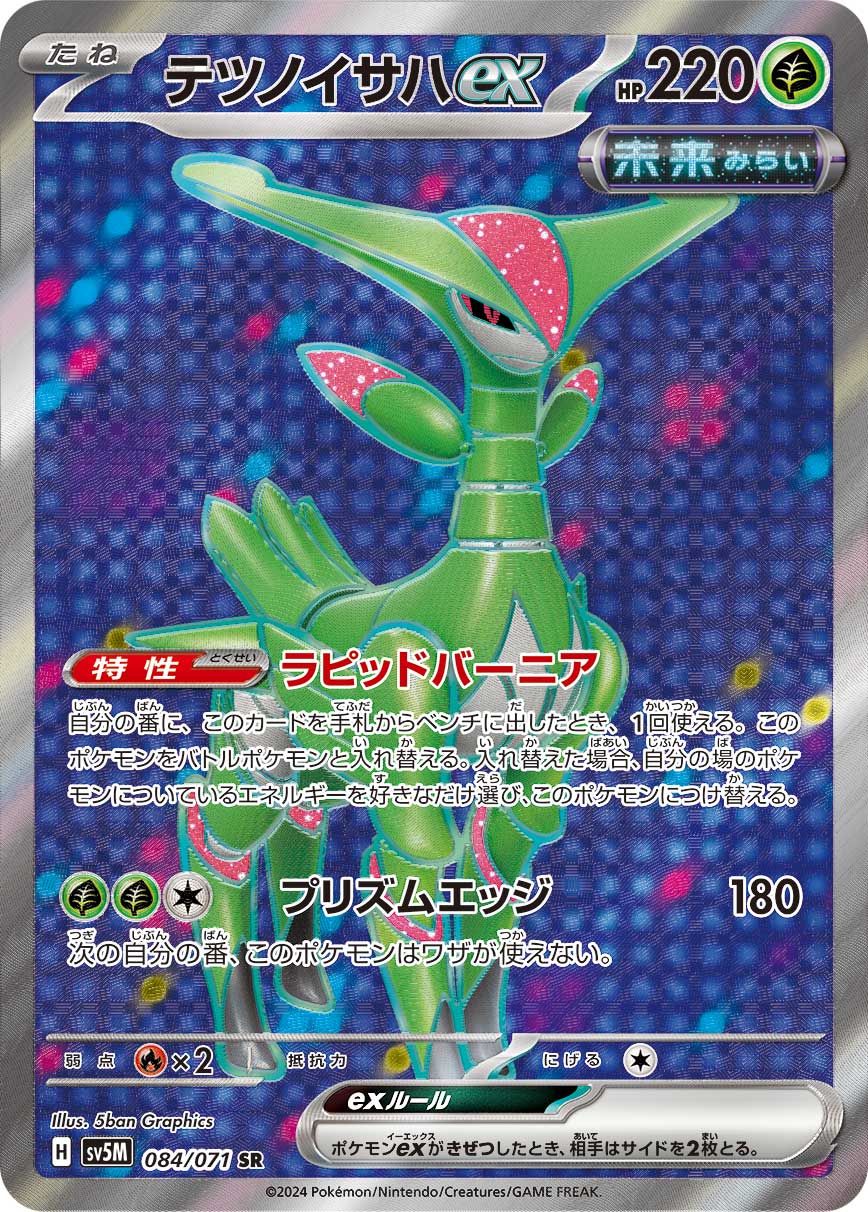 たね
テツノイサハex HP220
未来 みらい
特性 とくせい ラピッドバーニア
自分の番に、このカードを手札からベンチに出したとき、1回使える。この
ポケモンをバトルポケモンと入れ替える。入れ替えた場合、自分の場のポケ
モンについているエネルギーを好きなだけ選び、このポケモンにつけ替える。
プリズムエッジ 180
次の自分の番、このポケモンはワザが使えない。
弱点 ×2 抵抗力 にげる
exルール
ポケモンexがきぜつしたとき、相手はサイドを2枚とる。
Illus. 5ban Graphics
H sv5M 084/071 SR
©2024 Pokémon/Nintendo/Creatures/GAME FREAK.